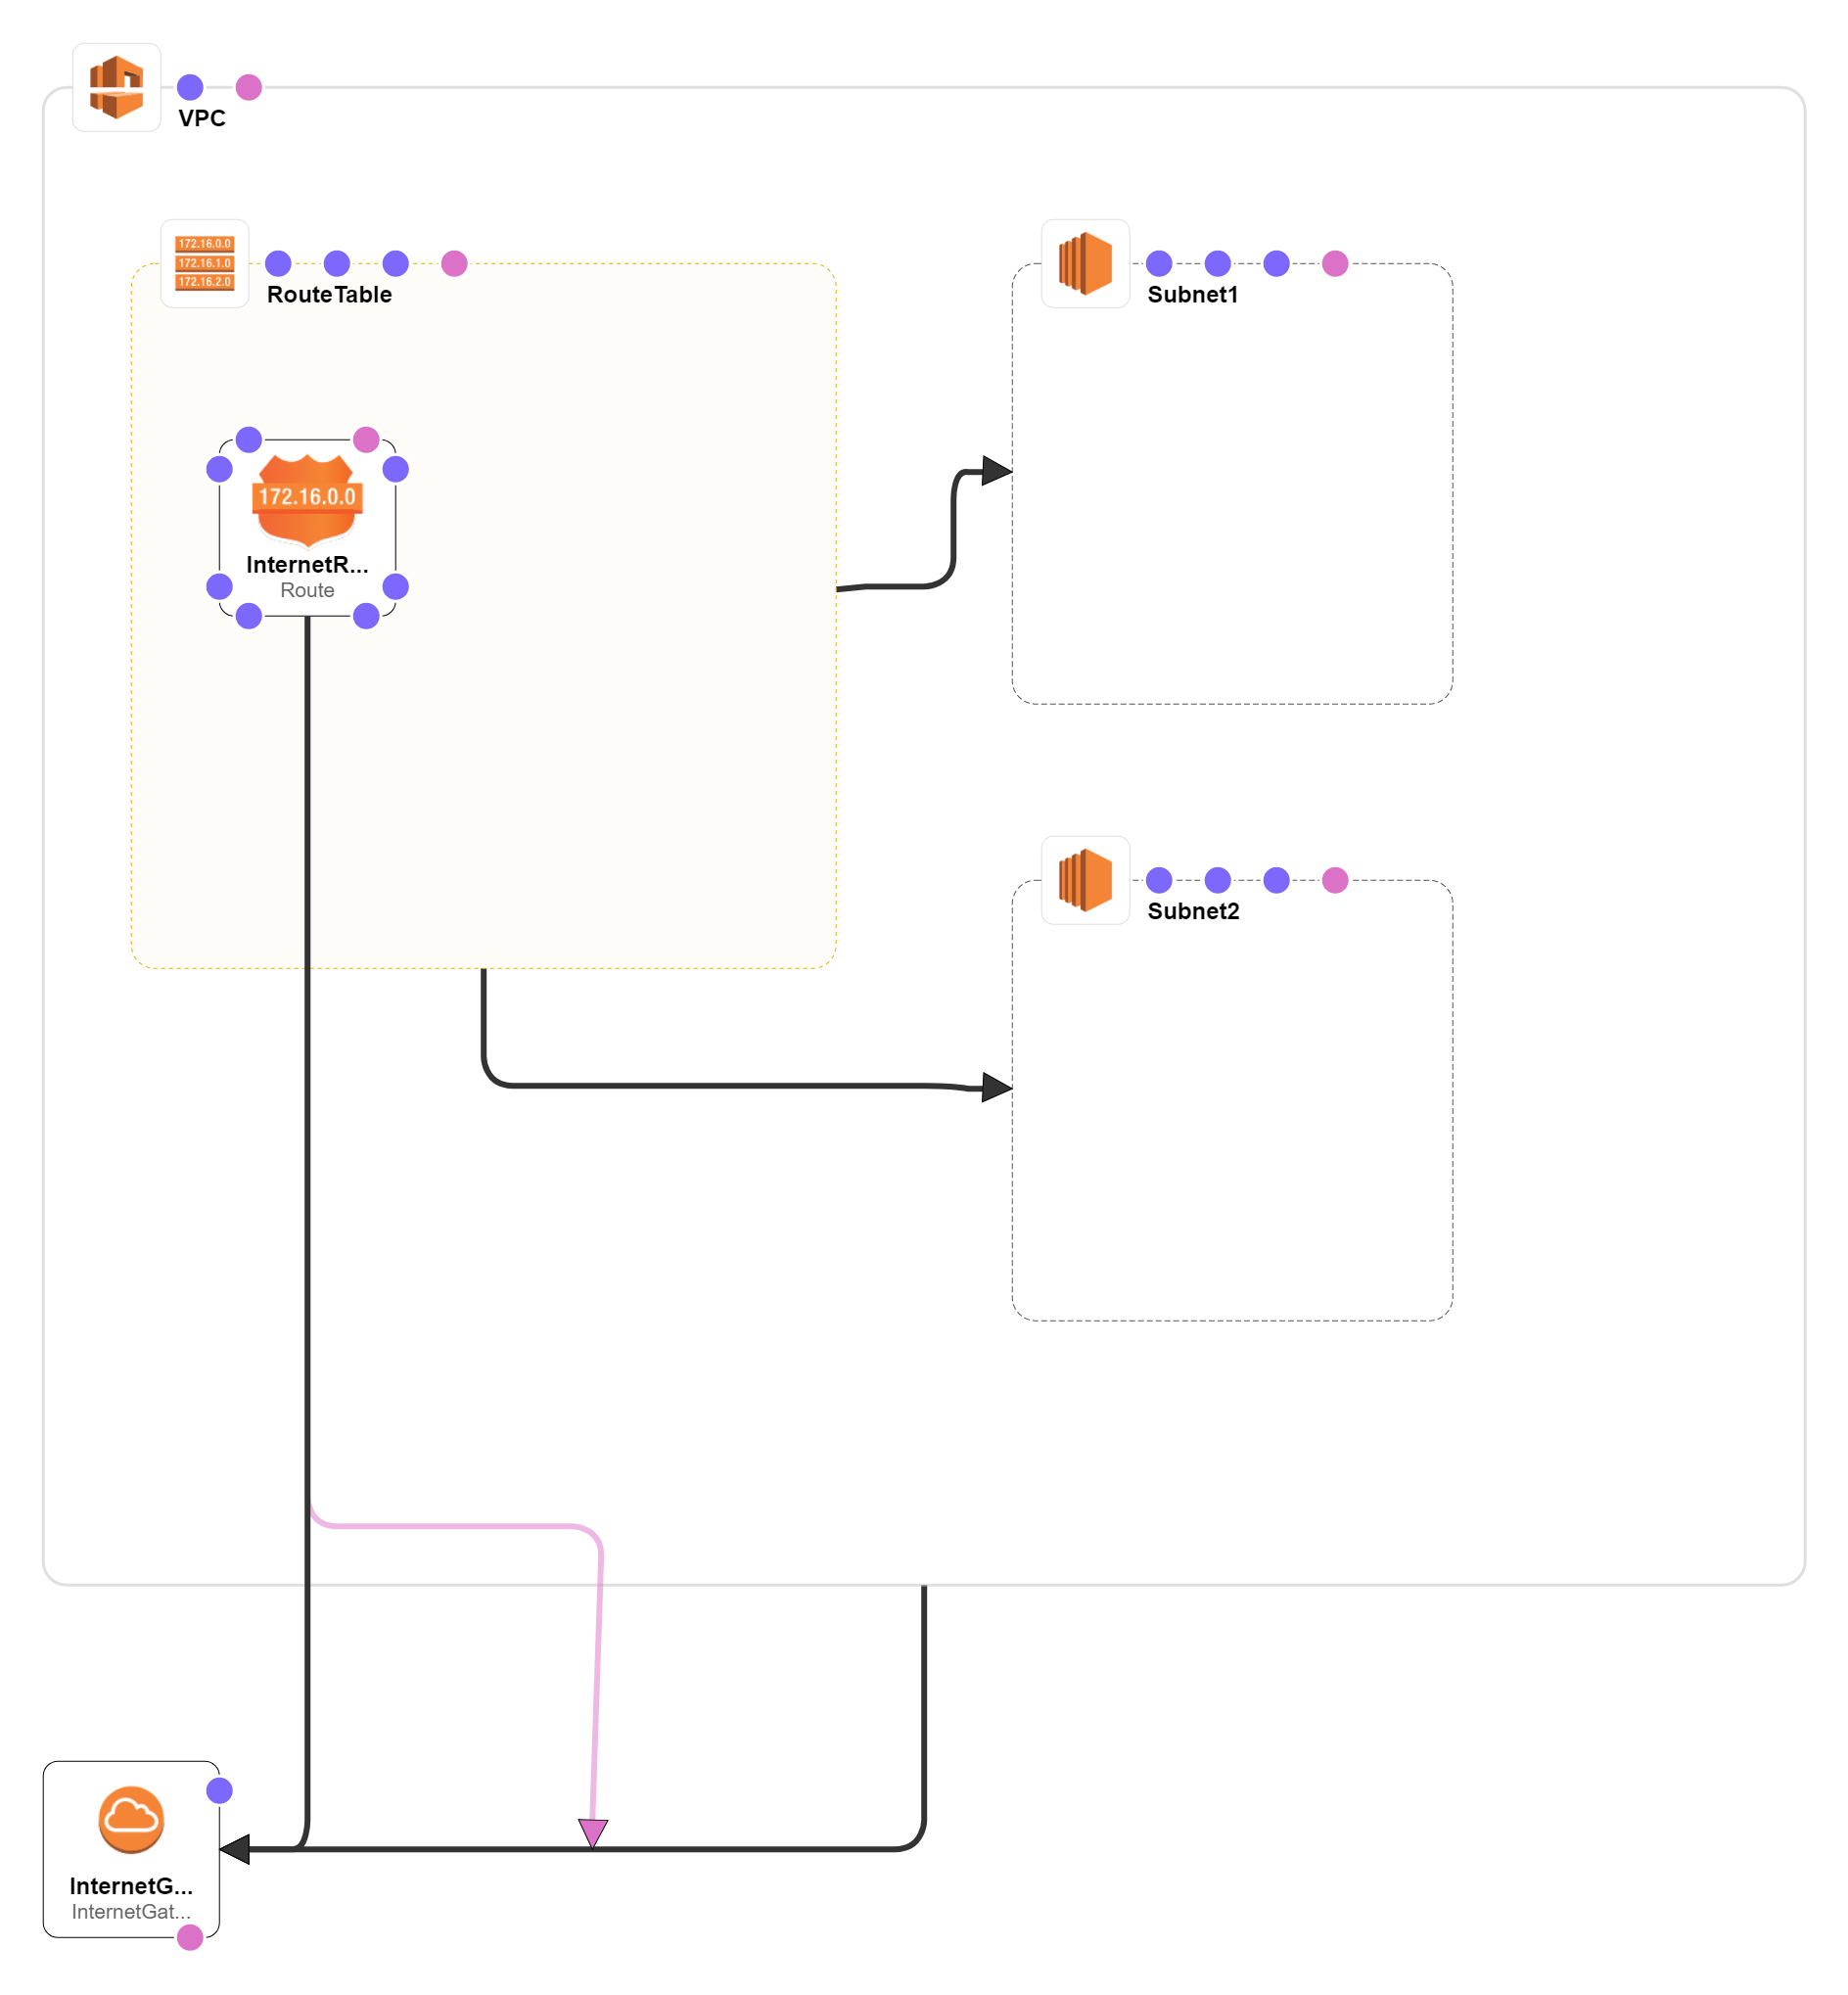 VPC
172.16.0.0
172.16.1.0
172.16.2.0
RouteTable
Subnet1
172.16.0.0
InternetR...
Route
Subnet2
InternetG...
InternetGat...